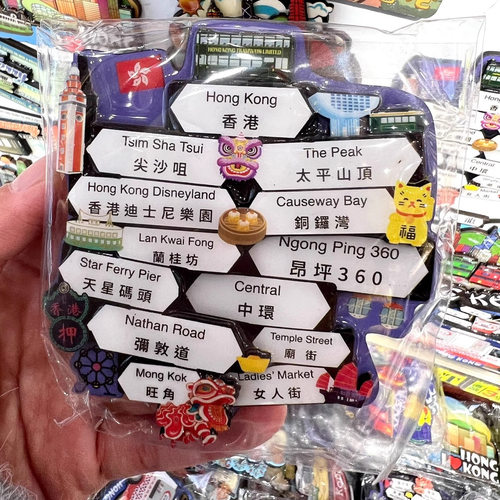 HONG KONG TRAMWAYS LIMITED
Hong Kong
香港
Tsim Sha Tsui
尖沙咀
The Peak
太平山頂
Hong Kong Disneyland
香港迪士尼樂園
Causeway Bay
銅鑼灣
福
Lan Kwai Fong
蘭桂坊
Ngong Ping 360
昂坪360
Star Ferry Pier
天星碼頭
Central
中環
香港
押
Nathan Road
彌敦道
Temple Street
廟街
Mong Kok
旺角
Ladies' Market
女人街
HONG
KONG